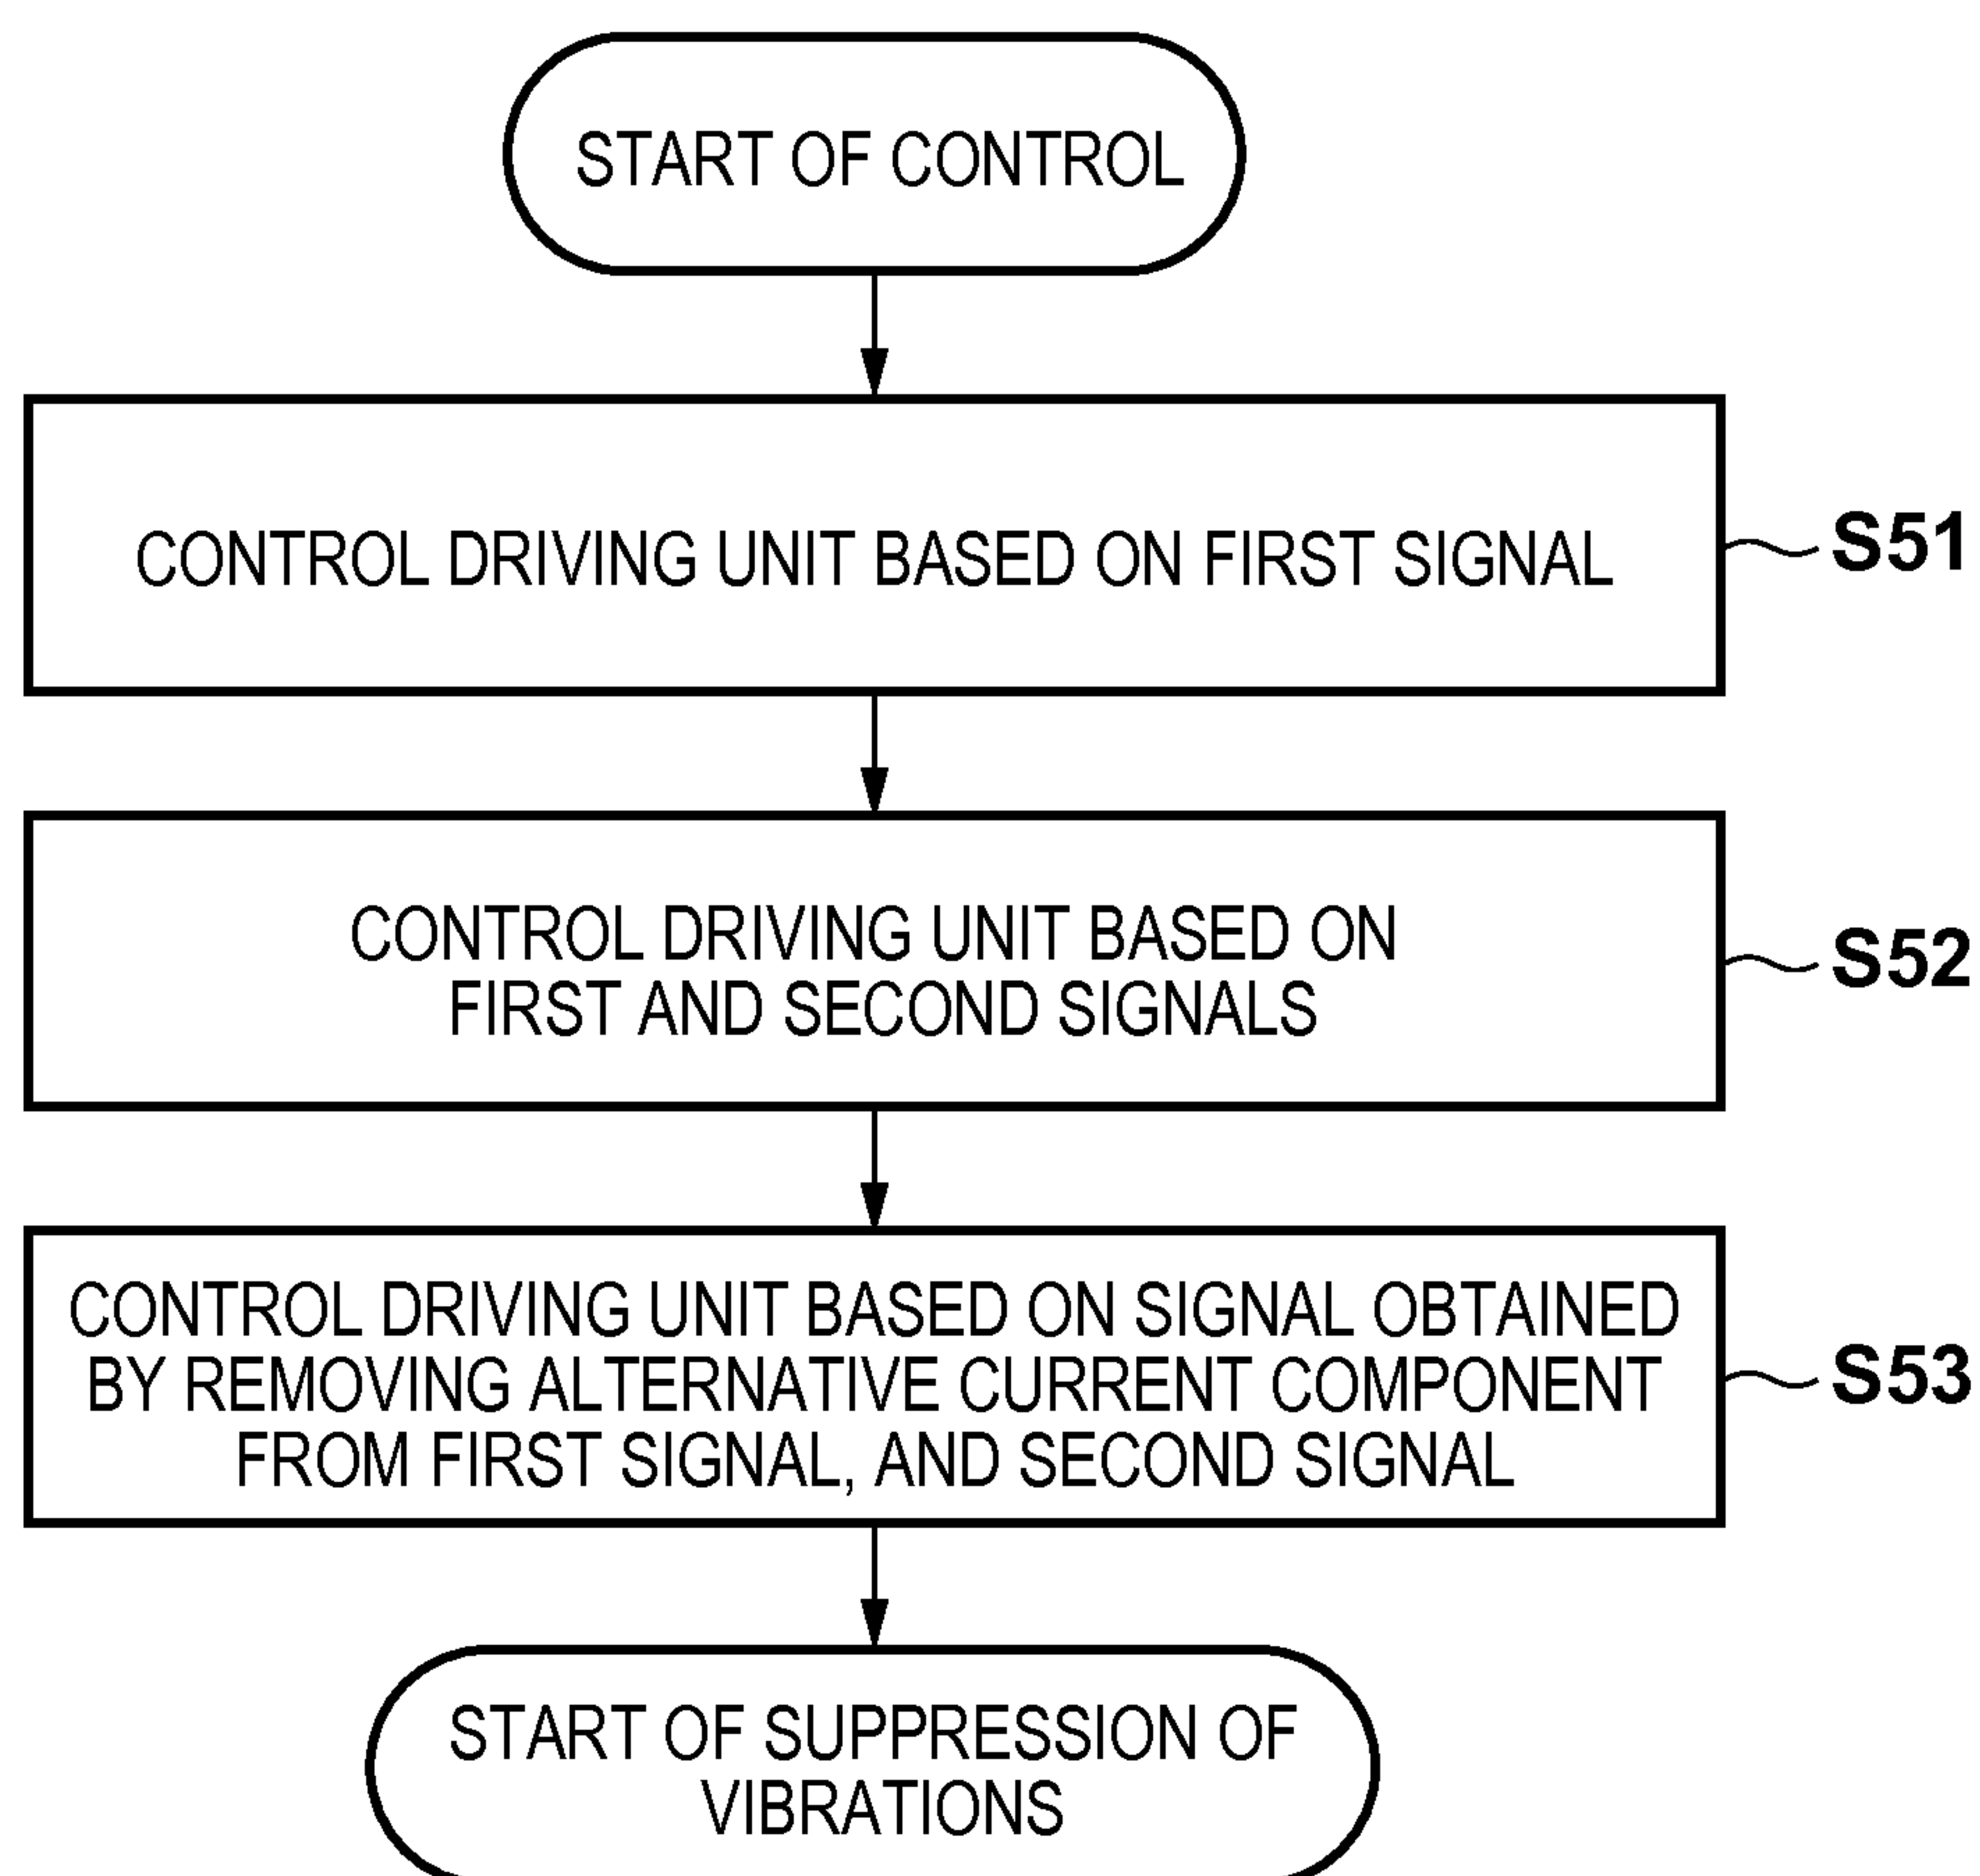 START OF CONTROL
CONTROL DRIVING UNIT BASED ON FIRST SIGNAL
S51
CONTROL DRIVING UNIT BASED ON
FIRST AND SECOND SIGNALS
S52
CONTROL DRIVING UNIT BASED ON SIGNAL OBTAINED
BY REMOVING ALTERNATIVE CURRENT COMPONENT
FROM FIRST SIGNAL, AND SECOND SIGNAL
S53
START OF SUPPRESSION OF
VIBRATIONS